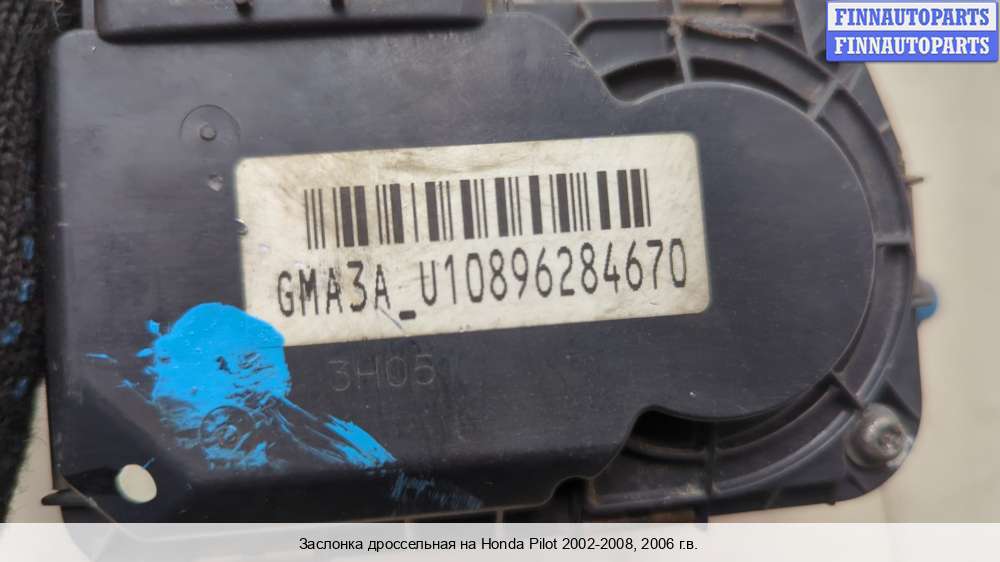 FINNAUTOPARTS
FINNAUTOPARTS
GMA3A_U10896284670
3H05
Заслонка дроссельная на Honda Pilot 2002-2008, 2006 г.в.